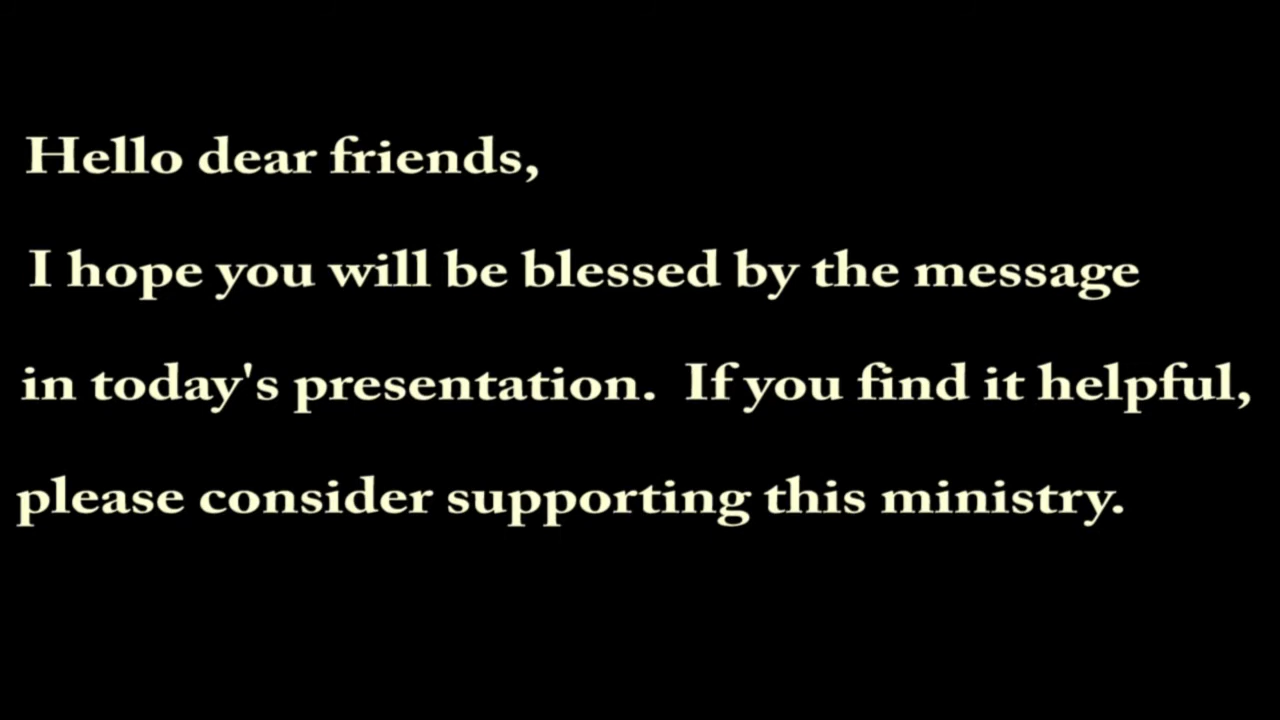 Hello dear friends,
I hope you will be blessed by the message
in today's presentation.  If you find it helpful,
please consider supporting this ministry.